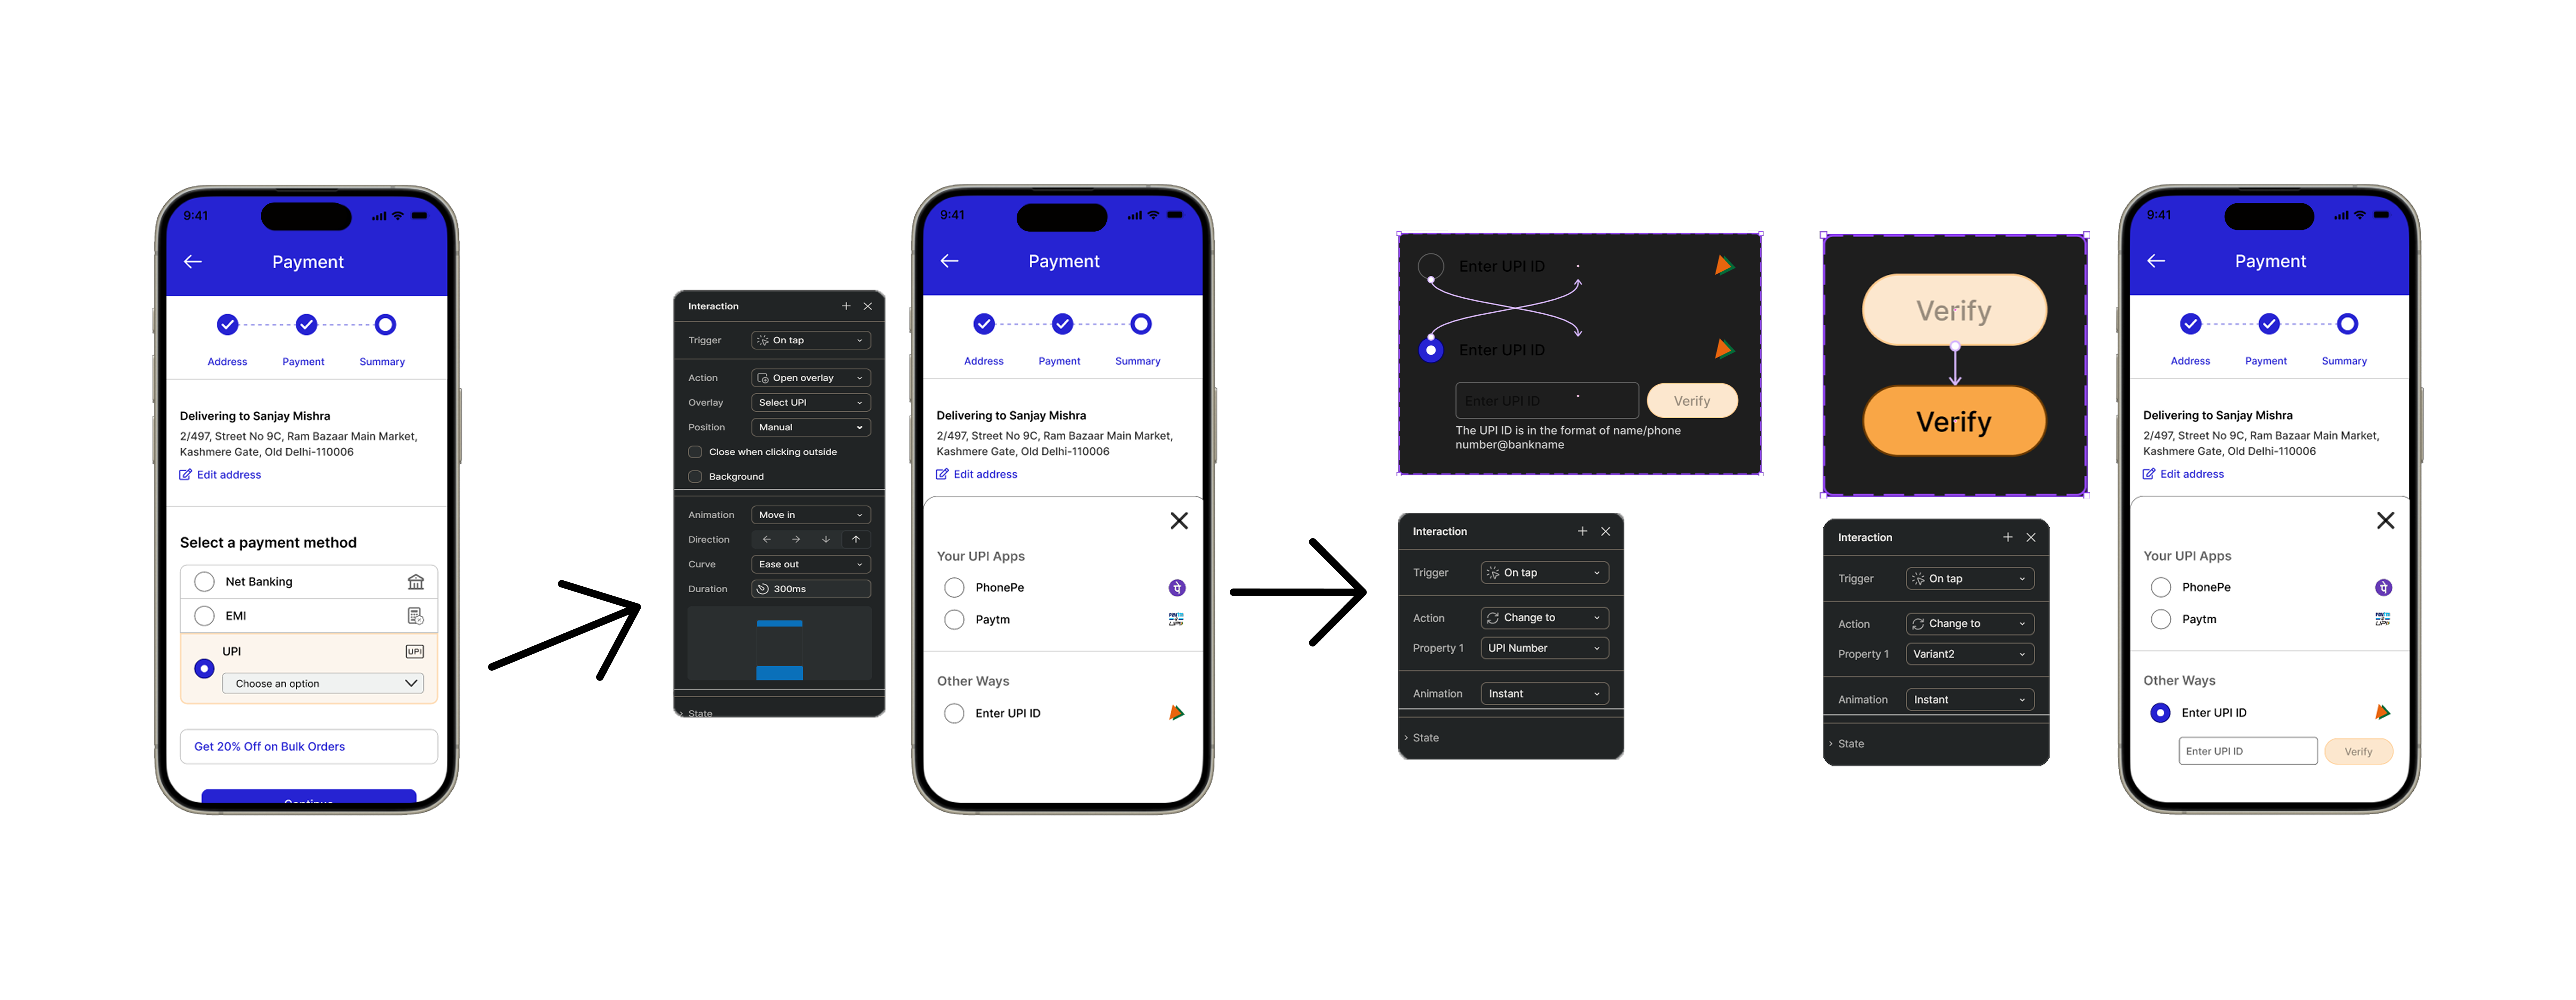 9:41
Payment
Address
Payment
Summary
Delivering to Sanjay Mishra
2/497, Street No 9C, Ram Bazaar Main Market,
Kashmere Gate, Old Delhi-110006
Edit address
Select a payment method
Net Banking
EMI
UPI
UPI
Choose an option
Get 20% Off on Bulk Orders
Continue
Interaction
Trigger
On tap
Action
Open overlay
Overlay
Select UPI
Position
Manual
Close when clicking outside
Background
Animation
Move in
Direction
Curve
Ease out
Duration
300ms
State
9:41
Payment
Address
Payment
Summary
Delivering to Sanjay Mishra
2/497, Street No 9C, Ram Bazaar Main Market,
Kashmere Gate, Old Delhi-110006
Edit address
Your UPI Apps
PhonePe
पे
Paytm
Other Ways
Enter UPI ID
Enter UPI ID
Enter UPI ID
Enter UPI ID
Verify
The UPI ID is in the format of name/phone
number@bankname
Interaction
Trigger
On tap
Action
Change to
Property 1
UPI Number
Animation
Instant
State
Verify
Verify
Interaction
Trigger
On tap
Action
Change to
Property 1
Variant2
Animation
Instant
State
9:41
Payment
Address
Payment
Summary
Delivering to Sanjay Mishra
2/497, Street No 9C, Ram Bazaar Main Market,
Kashmere Gate, Old Delhi-110006
Edit address
Your UPI Apps
PhonePe
पे
Paytm
Other Ways
Enter UPI ID
Enter UPI ID
Verify